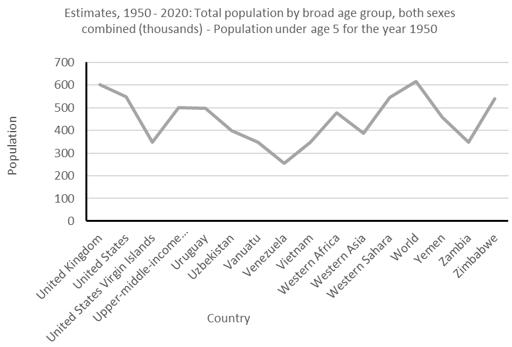 Estimates, 1950 - 2020: Total population by broad age group, both sexes
combined (thousands) - Population under age 5 for the year 1950
700
600
500
400
300
200
100
0
Population
United Kingdom
United States
United States Virgin Islands
Upper-middle-income...
Uruguay
Uzbekistan
Vanuatu
Venezuela
Vietnam
Western Africa
Western Asia
Western Sahara
World
Yemen
Zambia
Zimbabwe
Country